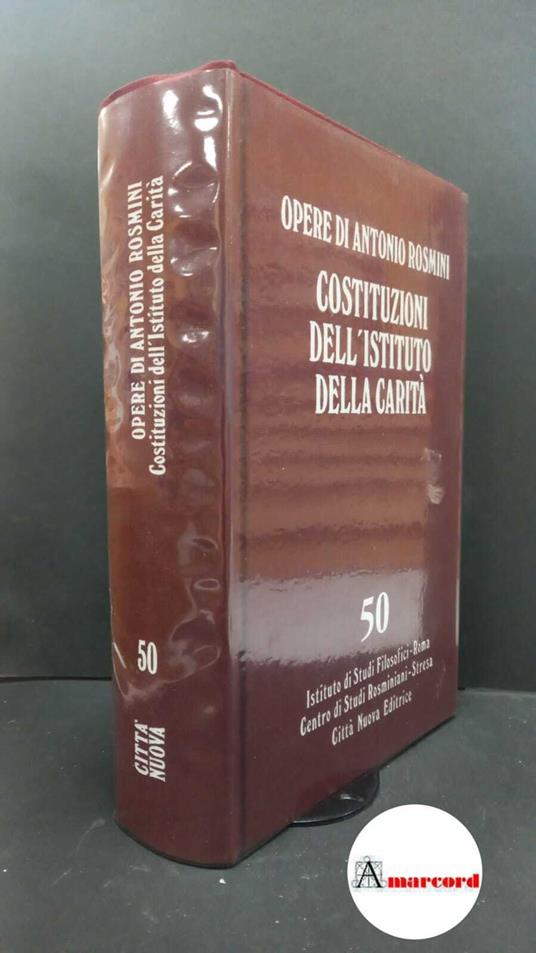 OPERE DI ANTONIO ROSMINI
Costituzioni dell'Istituto della Carità
50
CITTA'
NUOVA
OPERE DI ANTONIO ROSMINI
COSTITUZIONI
DELL'ISTITUTO
DELLA CARITÀ
50
Istituto di Studi Filosofici-Roma
Centro di Studi Rosminiani-Stresa
Città Nuova Editrice
Amarcord